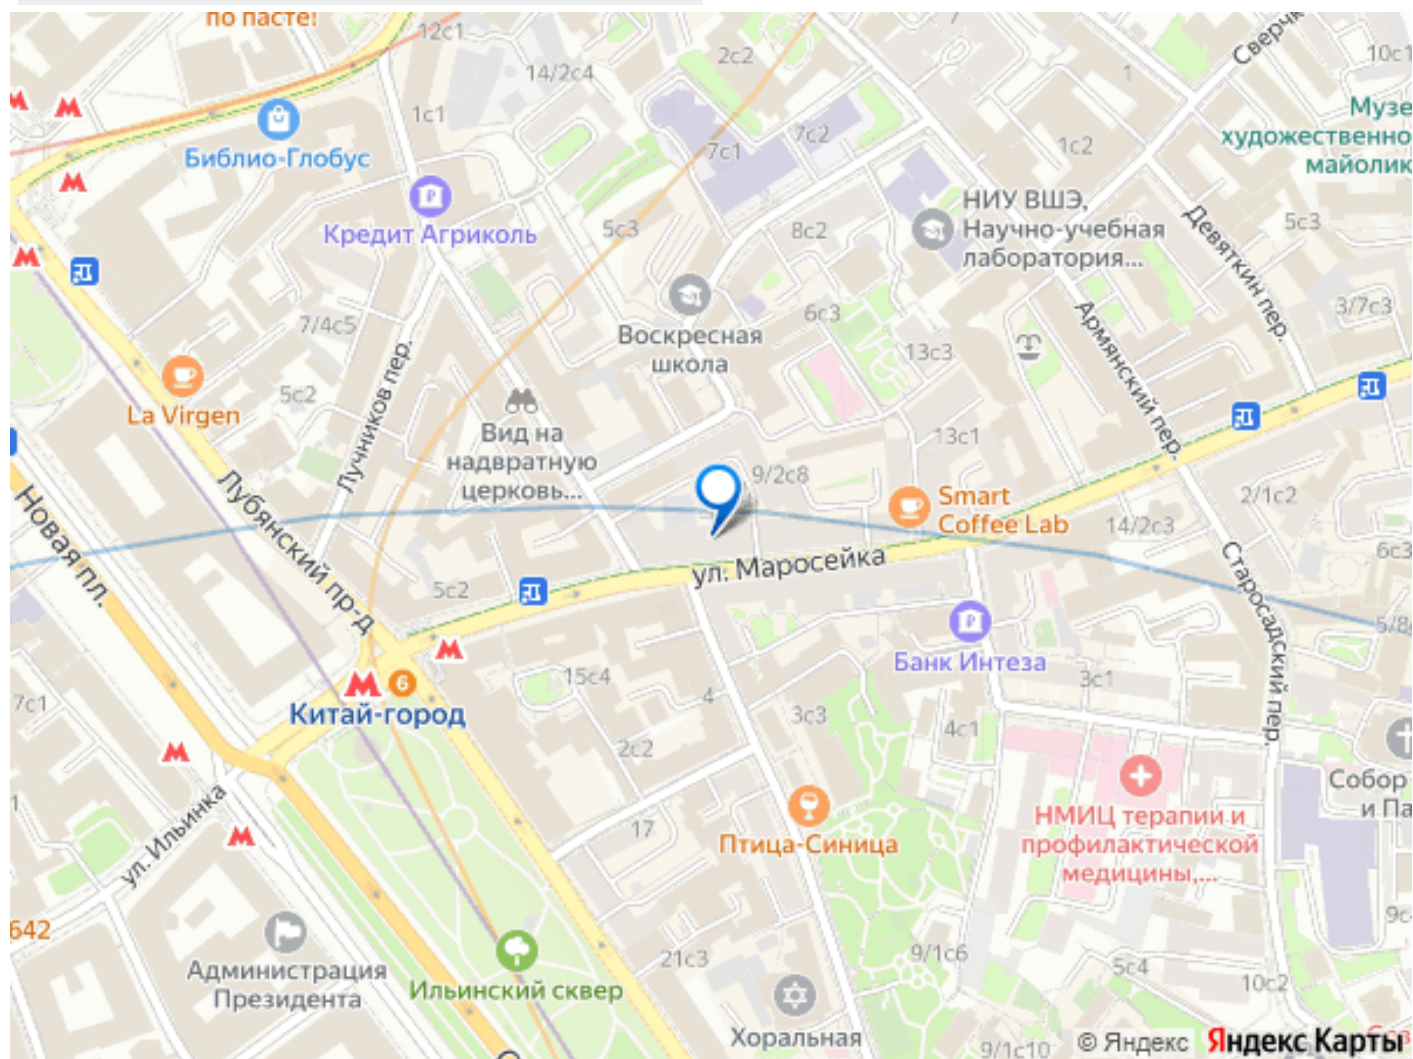 по пасте!
12с1
2с2
Сверчк
10с1
14/2с4
1
1с1
Музе
художественно
майолик
Библио-Глобус
7с2
7с1
1с2
Кредит Агриколь
5с3
8с2
НИУ ВШЭ,
Научно-учебная
лаборатория...
Девяткин пер.
5с3
7/4с5
Воскресная
школа
6с3
13с3
Армянский пер.
3/7с3
La Virgen
5с2
Лучников пер.
Вид на
надвратную
церковь...
13с1
9/2с8
Smart
Coffee Lab
2/1с2
14/2с3
Новая пл.
Лубянский пр-д
ул. Маросейка
Старосадский пер.
6с3
5с2
5/8
Китай-город
6
15с4
4
Банк Интеза
3с1
7с1
3с3
4с1
2с2
Собор
и Па
ул. Ильинка
17
Птица-Синица
НМИЦ терапии и
профилактической
медицины,...
642
9с
Администрация
Президента
Ильинский сквер
21с3
9/1с6
5с4
10с2
Хоральная
9/1с10
© Яндекс Яндекс Карты